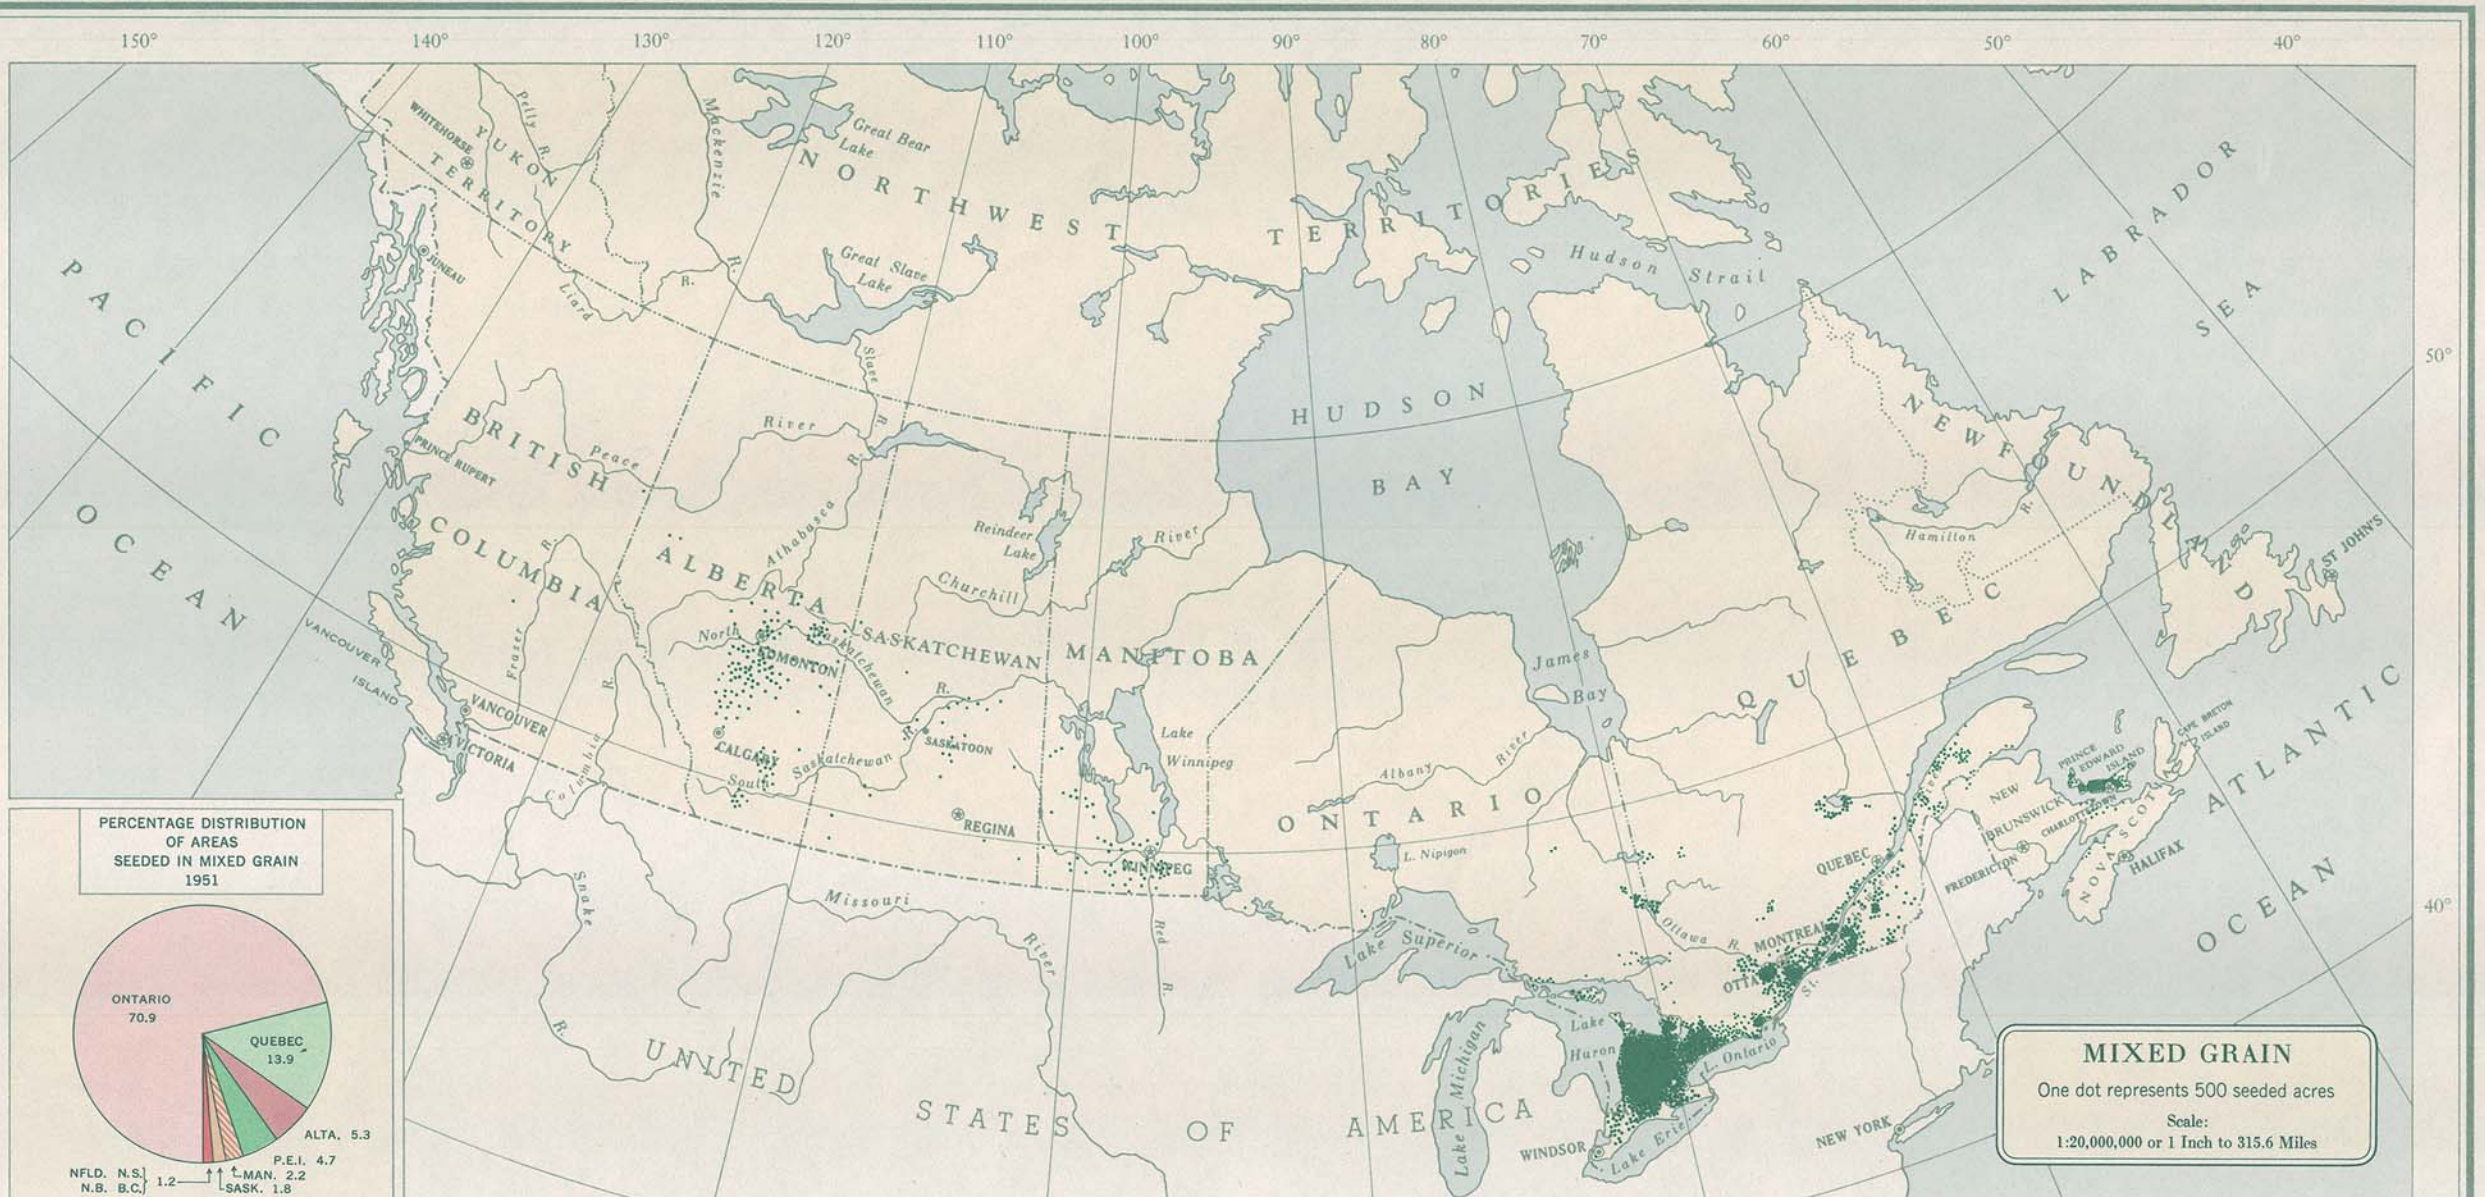 150° 140° 130° 120° 110° 100° 90° 80° 70° 60° 50° 40°
WHITEHORSE
Pelly R.
YUKON
TERRITORY
Mackenzie
R.
Great Bear
Lake
NORTHWEST TERRITORIES
Great Slave
Lake
Liard
R.
JUNEAU
Slave
R.
Hudson Strait
LABRADOR
SEA
50°
PACIFIC
OCEAN
BRITISH
COLUMBIA
PRINCE RUPERT
Peace
River
Athabasca
R.
ALBERTA
Reindeer
Lake
Churchill
River
HUDSON
BAY
NEWFOUNDLAND
Hamilton
R.
ST JOHN'S
VANCOUVER
ISLAND
Fraser
R.
North
Saskatchewan
R.
EDMONTON
SASKATCHEWAN
MANITOBA
James
Bay
QUEBEC
VANCOUVER
VICTORIA
Columbia
R.
CALGARY
South
Saskatchewan
R.
SASKATOON
REGINA
Lake
Winnipeg
WINNIPEG
Albany
River
ONTARIO
L. Nipigon
PRINCE
EDWARD
ISLAND
CAPE BRETON
ISLAND
NEW
BRUNSWICK
CHARLOTTETOWN
NOVA SCOTIA
FREDERICTON
HALIFAX
QUEBEC
River
St.
MONTREAL
Ottawa R.
OTTAWA
ATLANTIC
OCEAN
40°
Snake
R.
Missouri
River
Red
R.
Lake Superior
Lake Michigan
Lake
Huron
L. Ontario
Lake Erie
WINDSOR
NEW YORK
UNITED
STATES OF AMERICA
PERCENTAGE DISTRIBUTION
OF AREAS
SEEDED IN MIXED GRAIN
1951
ONTARIO
70.9
QUEBEC
13.9
ALTA. 5.3
P.E.I. 4.7
MAN. 2.2
SASK. 1.8
NFLD. N.S.
N.B. B.C. 1.2
MIXED GRAIN
One dot represents 500 seeded acres
Scale:
1:20,000,000 or 1 Inch to 315.6 Miles